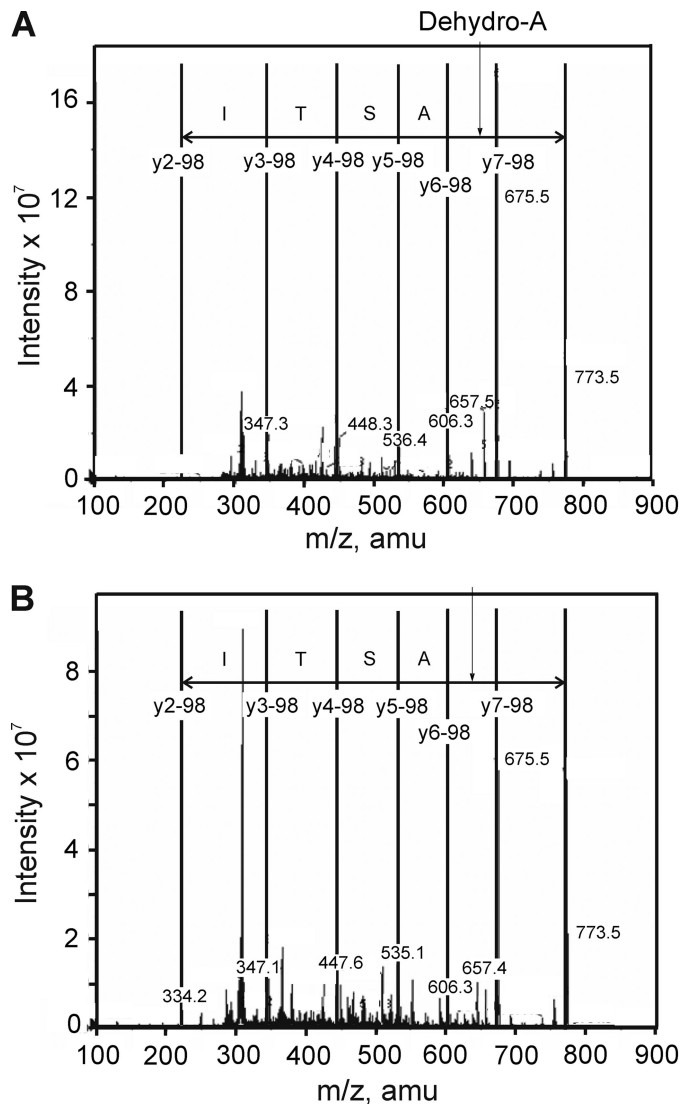 A
Dehydro-A
16
12
8
4
0
Intensity x 10⁷
I T S A
y2-98 y3-98 y4-98 y5-98 y6-98 y7-98
675.5
773.5
657.5
347.3 448.3 536.4 606.3
100 200 300 400 500 600 700 800 900
m/z, amu
B
8
6
4
2
0
Intensity x 10⁷
I T S A
y2-98 y3-98 y4-98 y5-98 y6-98 y7-98
675.5
773.5
334.2 347.1 447.6 535.1 606.3 657.4
100 200 300 400 500 600 700 800 900
m/z, amu